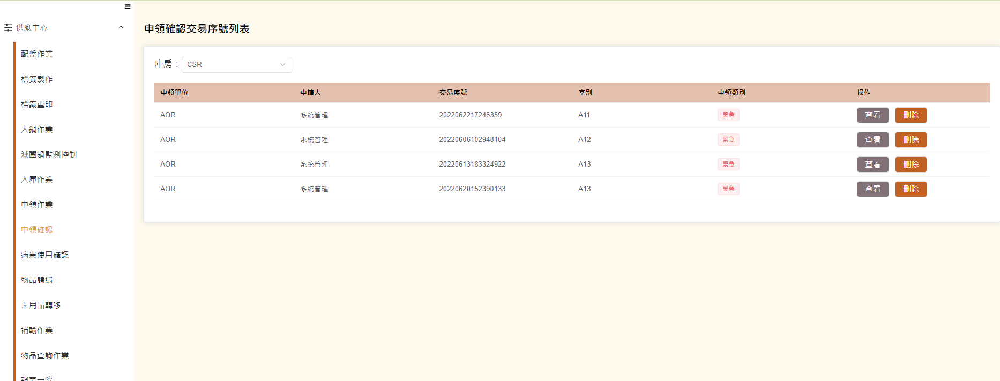 供應中心
配盤作業
標籤製作
標籤重印
入鍋作業
滅菌鍋監測控制
入庫作業
申領作業
申領確認
病患使用確認
物品歸還
未用品轉移
補輸作業
物品查詢作業
報表一覽
申領確認交易序號列表
庫房：CSR
申領單位 申請人 交易序號 室別 申領類別 操作
AOR 系統管理 2022062217246359 A11 緊急 查看 刪除
AOR 系統管理 20220606102948104 A12 緊急 查看 刪除
AOR 系統管理 20220613183324922 A13 緊急 查看 刪除
AOR 系統管理 20220620152390133 A13 緊急 查看 刪除